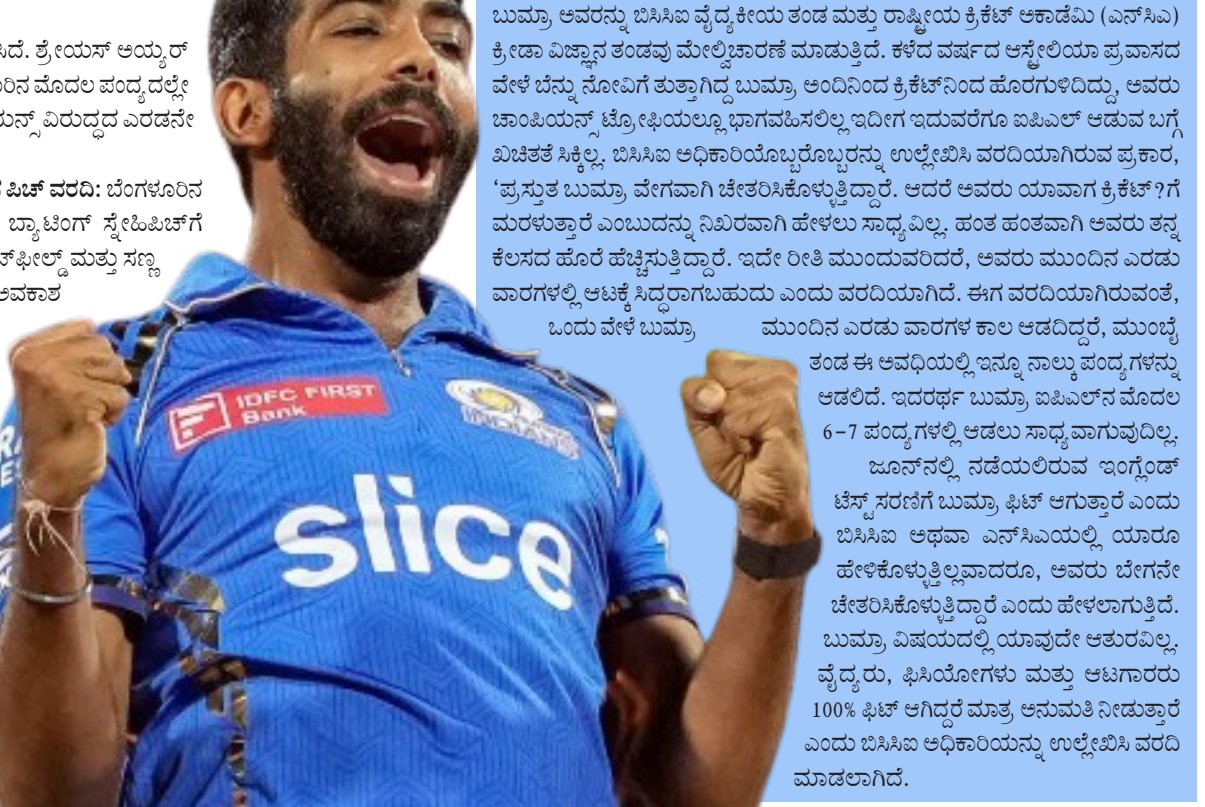 ಸಿದೆ. ಶ್ರೇಯಸ್ ಅಯ್ಯರ್
ಮೊದಲ ಪಂದ್ಯದಲ್ಲೇ
ಯನ್ಸ್ ವಿರುದ್ಧದ ಎರಡನೇ
ಪಿಚ್ ವರದಿ: ಬೆಂಗಳೂರಿನ
ಬ್ಯಾಟಿಂಗ್ ಸ್ನೇಹಿಪಿಚ್‌ಗೆ
ಟ್‌ಫೀಲ್ಡ್ ಮತ್ತು ಸಣ್ಣ
ಅವಕಾಶ
IDFC FIRST
Bank
INDIANS
slice
ಬುಮ್ರಾ ಅವರನ್ನು ಬಿಸಿಸಿಐ ವೈದ್ಯಕೀಯ ತಂಡ ಮತ್ತು ರಾಷ್ಟ್ರೀಯ ಕ್ರಿಕೆಟ್ ಅಕಾಡೆಮಿ (ಎನ್‌ಸಿಎ)
ಕ್ರೀಡಾ ವಿಜ್ಞಾನ ತಂಡವು ಮೇಲ್ವಿಚಾರಣೆ ಮಾಡುತ್ತಿದೆ. ಕಳೆದ ವರ್ಷದ ಆಸ್ಟ್ರೇಲಿಯಾ ಪ್ರವಾಸದ
ವೇಳೆ ಬೆನ್ನು ನೋವಿಗೆ ತುತ್ತಾಗಿದ್ದ ಬುಮ್ರಾ ಅಂದಿನಿಂದ ಕ್ರಿಕೆಟ್‌ನಿಂದ ಹೊರಗುಳಿದಿದ್ದು, ಅವರು
ಚಾಂಪಿಯನ್ಸ್ ಟ್ರೋಫಿಯಲ್ಲೂ ಭಾಗವಹಿಸಲಿಲ್ಲ ಇದೀಗ ಇದುವರೆಗೂ ಐಪಿಎಲ್ ಆಡುವ ಬಗ್ಗೆ
ಖಚಿತತೆ ಸಿಕ್ಕಿಲ್ಲ. ಬಿಸಿಸಿಐ ಅಧಿಕಾರಿಯೊಬ್ಬರೊಬ್ಬರನ್ನು ಉಲ್ಲೇಖಿಸಿ ವರದಿಯಾಗಿರುವ ಪ್ರಕಾರ,
‘ಪ್ರಸ್ತುತ ಬುಮ್ರಾ ವೇಗವಾಗಿ ಚೇತರಿಸಿಕೊಳ್ಳುತ್ತಿದ್ದಾರೆ. ಆದರೆ ಅವರು ಯಾವಾಗ ಕ್ರಿಕೆಟ್?ಗೆ
ಮರಳುತ್ತಾರೆ ಎಂಬುದನ್ನು ನಿಖರವಾಗಿ ಹೇಳಲು ಸಾಧ್ಯವಿಲ್ಲ. ಹಂತ ಹಂತವಾಗಿ ಅವರು ತನ್ನ
ಕೆಲಸದ ಹೊರೆ ಹೆಚ್ಚಿಸುತ್ತಿದ್ದಾರೆ. ಇದೇ ರೀತಿ ಮುಂದುವರಿದರೆ, ಅವರು ಮುಂದಿನ ಎರಡು
ವಾರಗಳಲ್ಲಿ ಆಟಕ್ಕೆ ಸಿದ್ಧರಾಗಬಹುದು ಎಂದು ವರದಿಯಾಗಿದೆ. ಈಗ ವರದಿಯಾಗಿರುವಂತೆ,
ಒಂದು ವೇಳೆ ಬುಮ್ರಾ ಮುಂದಿನ ಎರಡು ವಾರಗಳ ಕಾಲ ಆಡದಿದ್ದರೆ, ಮುಂಬೈ
ತಂಡ ಈ ಅವಧಿಯಲ್ಲಿ ಇನ್ನೂ ನಾಲ್ಕು ಪಂದ್ಯಗಳನ್ನು
ಆಡಲಿದೆ. ಇದರರ್ಥ ಬುಮ್ರಾ ಐಪಿಎಲ್‌ನ ಮೊದಲ
6-7 ಪಂದ್ಯಗಳಲ್ಲಿ ಆಡಲು ಸಾಧ್ಯವಾಗುವುದಿಲ್ಲ.
ಜೂನ್‌ನಲ್ಲಿ ನಡೆಯಲಿರುವ ಇಂಗ್ಲೆಂಡ್
ಟೆಸ್ಟ್ ಸರಣಿಗೆ ಬುಮ್ರಾ ಫಿಟ್ ಆಗುತ್ತಾರೆ ಎಂದು
ಬಿಸಿಸಿಐ ಅಥವಾ ಎನ್‌ಸಿಎಯಲ್ಲಿ ಯಾರೂ
ಹೇಳಿಕೊಳ್ಳುತ್ತಿಲ್ಲವಾದರೂ, ಅವರು ಬೇಗನೇ
ಚೇತರಿಸಿಕೊಳ್ಳುತ್ತಿದ್ದಾರೆ ಎಂದು ಹೇಳಲಾಗುತ್ತಿದೆ.
ಬುಮ್ರಾ ವಿಷಯದಲ್ಲಿ ಯಾವುದೇ ಆತುರವಿಲ್ಲ.
ವೈದ್ಯರು, ಫಿಸಿಯೋಗಳು ಮತ್ತು ಆಟಗಾರರು
100% ಫಿಟ್ ಆಗಿದ್ದರೆ ಮಾತ್ರ ಅನುಮತಿ ನೀಡುತ್ತಾರೆ
ಎಂದು ಬಿಸಿಸಿಐ ಅಧಿಕಾರಿಯನ್ನು ಉಲ್ಲೇಖಿಸಿ ವರದಿ
ಮಾಡಲಾಗಿದೆ.